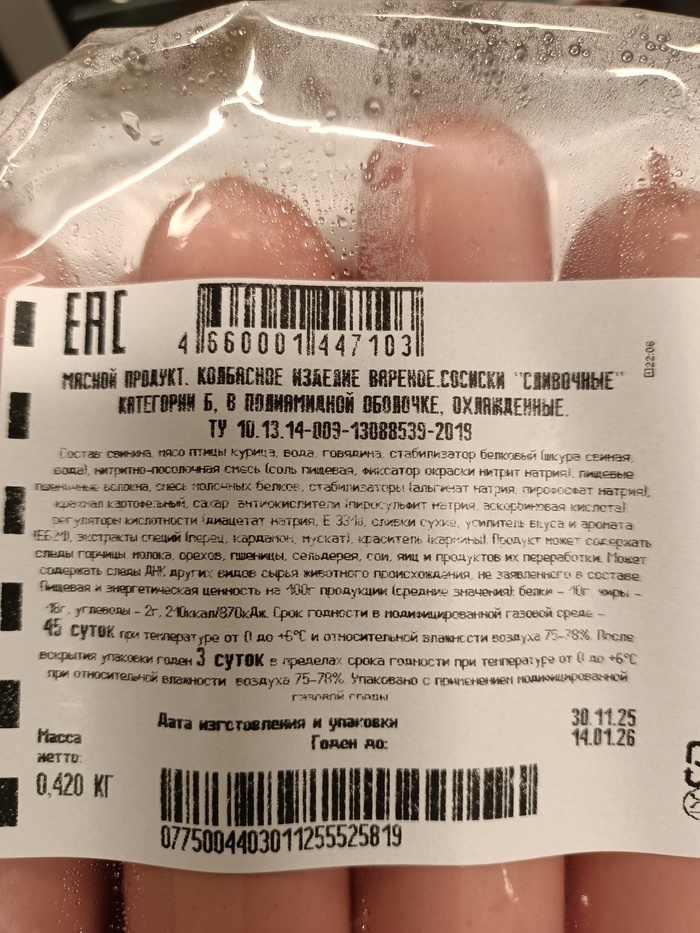 EAC
4 660001 447103
22:06
МЯСНОЙ ПРОДУКТ. КОЛБАСНОЕ ИЗДЕЛИЕ ВАРЕНОЕ.СОСИСКИ "СЛИВОЧНЫЕ"
КАТЕГОРИИ Б, В ПОЛИАМИДНОЙ ОБОЛОЧКЕ, ОХЛАЖДЕННЫЕ.
ТУ 10.13.14-009-13088539-2019
Состав: свинина, мясо птицы курица, вода, говядина, стабилизатор белковый (шкура свиная,
вода), нитритно-посолочная смесь (соль пищевая, фиксатор окраски нитрит натрия), пищевые
пшеничные волокна, смесь молочных белков, стабилизаторы (альгинат натрия, пирофосфат натрия),
крахмал картофельный, сахар, антиокислители (пиросульфит натрия, аскорбиновая кислота)
регуляторы кислотности (диацетат натрия, Е 331), сливки сухие, усилитель вкуса и аромата
(Е621), экстракты специй (перец, кардамон, мускат), краситель (кармины). Продукт может содержать
следы горчицы, молока, орехов, пшеницы, сельдерея, сои, яиц и продуктов их переработки. Может
содержать следы ДНК других видов сырья животного происхождения, не заявленного в составе.
Пищевая и энергетическая ценность на 100г продукции (средние значения): белки - 10г, жиры -
18г, углеводы - 2г, 210ккал/870кДж. Срок годности в модифицированной газовой среде -
45 суток при температуре от 0 до +6°С и относительной влажности воздуха 75-78%. После
вскрытия упаковки годен 3 суток в пределах срока годности при температуре от 0 до +6°С
при относительной влажности воздуха 75-78%. Упаковано с применением модифицированной
газовой среды
Дата изготовления и упаковки 30.11.25
Годен до: 14.01.26
Масса
нетто:
0,420 КГ
0775004403011255525819